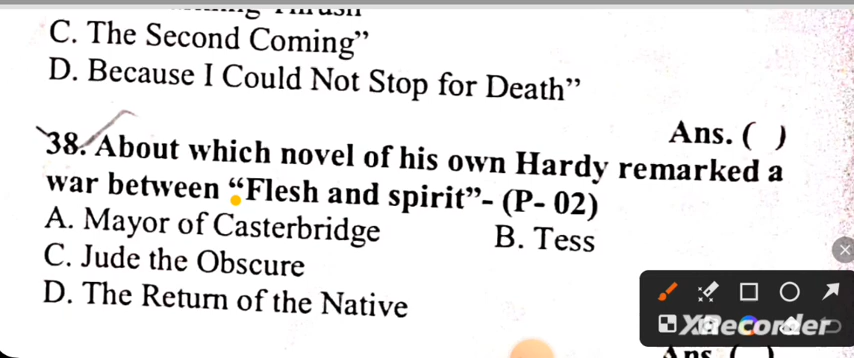 C. The Second Coming”
D. Because I Could Not Stop for Death”
Ans. ( )
38. About which novel of his own Hardy remarked a
war between “Flesh and spirit”- (P- 02)
A. Mayor of Casterbridge B. Tess
C. Jude the Obscure
D. The Return of the Native
XRecorder
Ans. ( )